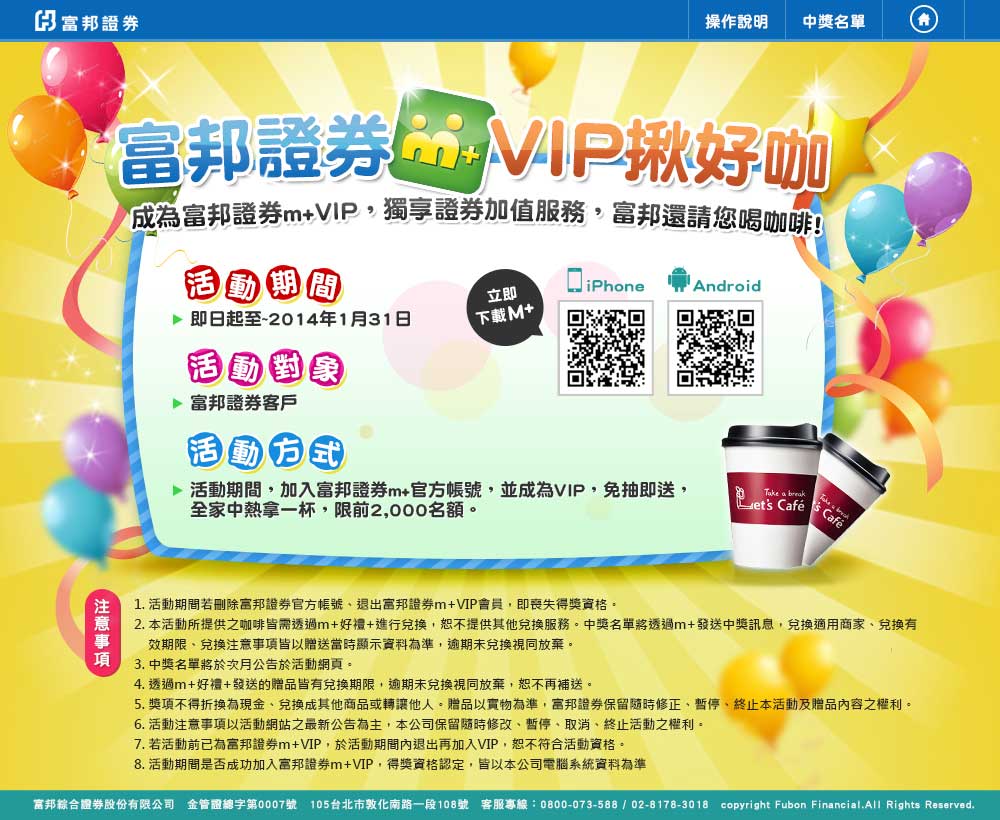 富邦證券
操作說明
中獎名單
富邦證券m+VIP揪好咖
成為富邦證券m+VIP，獨享證券加值服務，富邦還請您喝咖啡!
活動期間
即日起至~2014年1月31日
立即
下載M+
iPhone
Android
活動對象
富邦證券客戶
活動方式
活動期間，加入富邦證券m+官方帳號，並成為VIP，免抽即送，
全家中熱拿一杯，限前2,000名額。
Take a break
Let's Café
Take a break
's Café
注意事項
1. 活動期間若刪除富邦證券官方帳號、退出富邦證券m+VIP會員，即喪失得獎資格。
2. 本活動所提供之咖啡皆需透過m+好禮+進行兌換，恕不提供其他兌換服務。中獎名單將透過m+發送中獎訊息，兌換適用商家、兌換有
效期限、兌換注意事項皆以贈送當時顯示資料為準，逾期未兌換視同放棄。
3. 中獎名單將於次月公告於活動網頁。
4. 透過m+好禮+發送的贈品皆有兌換期限，逾期未兌換視同放棄，恕不再補送。
5. 獎項不得折換為現金、兌換成其他商品或轉讓他人。贈品以實物為準，富邦證券保留隨時修正、暫停、終止本活動及贈品內容之權利。
6. 活動注意事項以活動網站之最新公告為主，本公司保留隨時修改、暫停、取消、終止活動之權利。
7. 若活動前已為富邦證券m+VIP，於活動期間內退出再加入VIP，恕不符合活動資格。
8. 活動期間是否成功加入富邦證券m+VIP，得獎資格認定，皆以本公司電腦系統資料為準
富邦綜合證券股份有限公司 金管證總字第0007號 105台北市敦化南路一段108號 客服專線：0800-073-588 / 02-8178-3018 copyright Fubon Financial.All Rights Reserved.